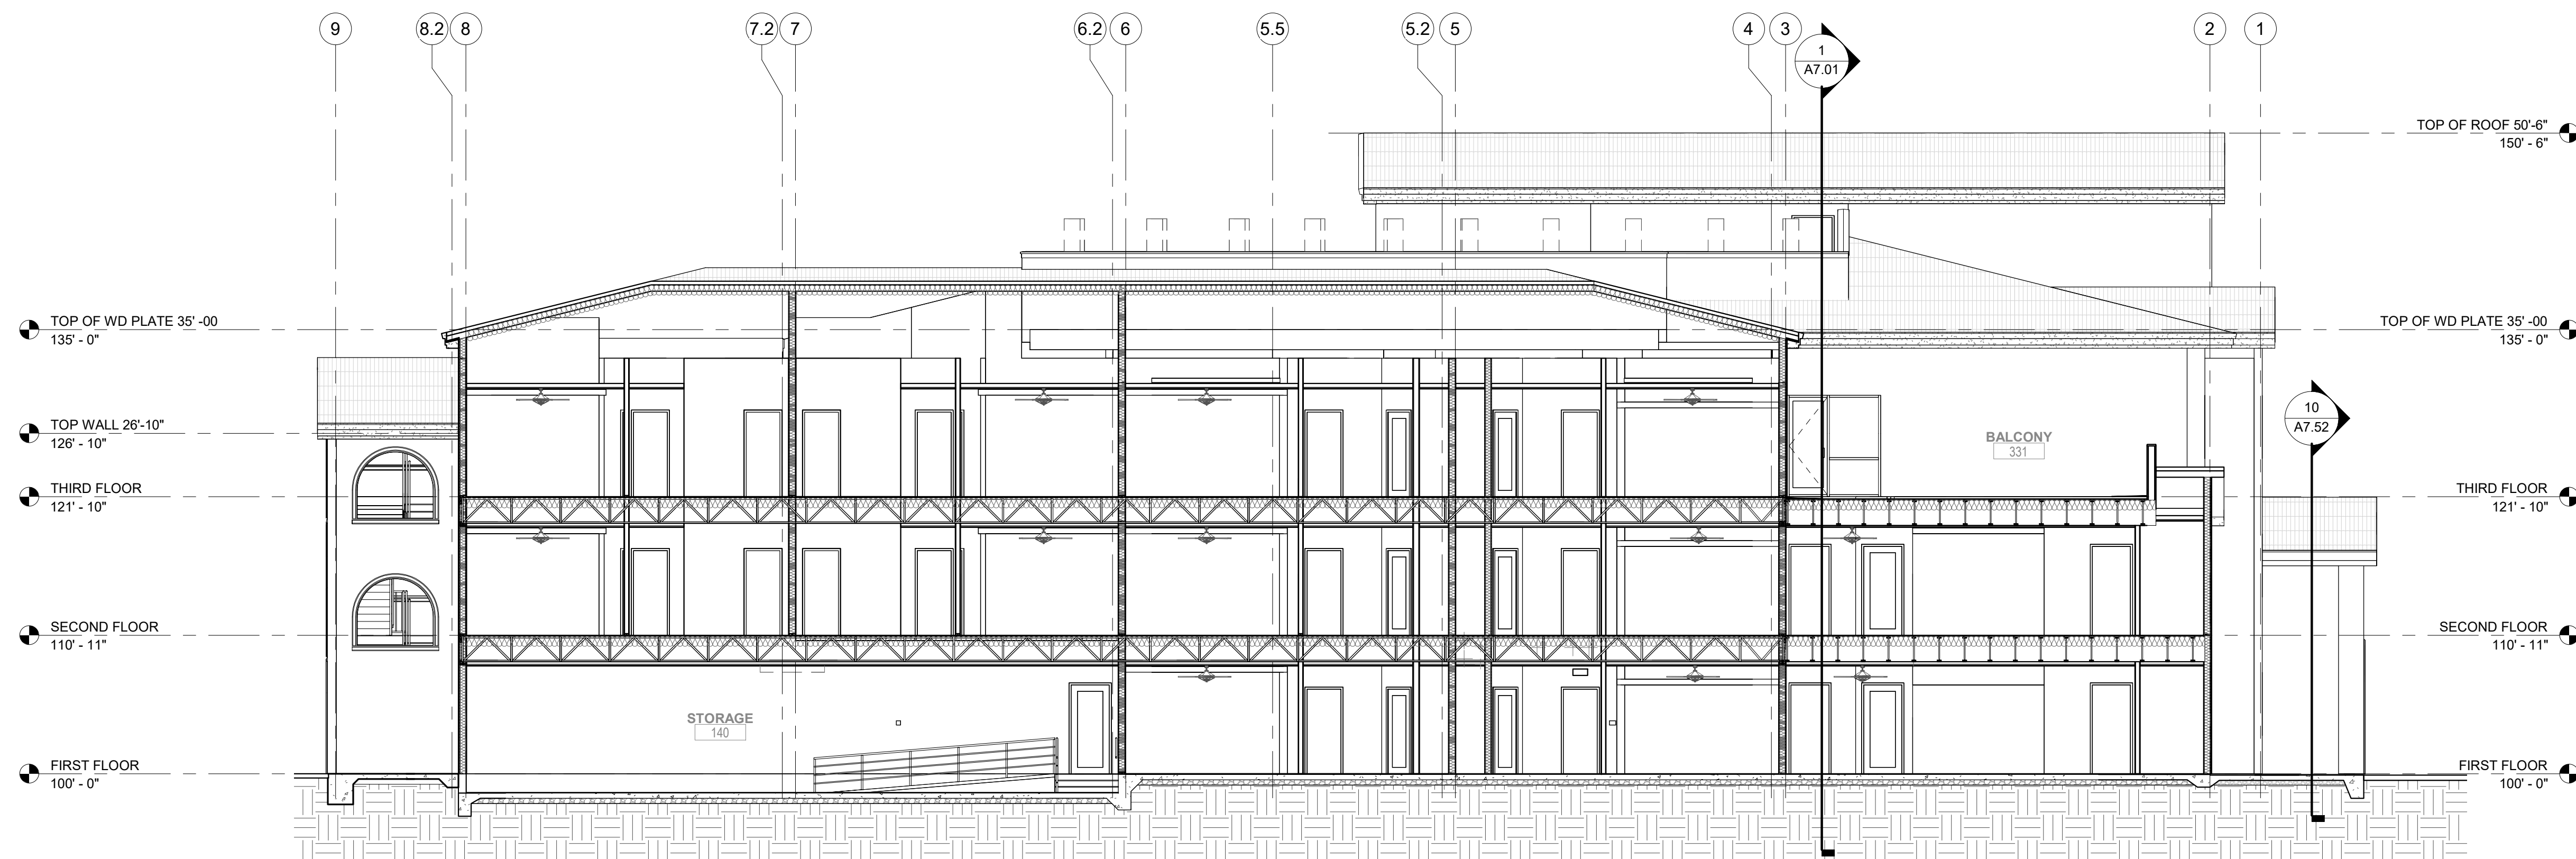 9
8.2
8
7.2
7
6.2
6
5.5
5.2
5
4
3
2
1
1
A7.01
TOP OF ROOF 50'-6"
150' - 6"
TOP OF WD PLATE 35' -00
135' - 0"
TOP OF WD PLATE 35' -00
135' - 0"
TOP WALL 26'-10"
126' - 10"
10
A7.52
BALCONY
331
THIRD FLOOR
121' - 10"
THIRD FLOOR
121' - 10"
SECOND FLOOR
110' - 11"
SECOND FLOOR
110' - 11"
STORAGE
140
FIRST FLOOR
100' - 0"
FIRST FLOOR
100' - 0"